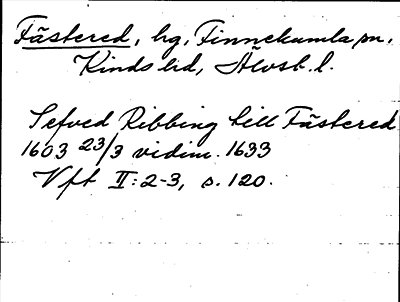 Fästered, hg, Finnekumla sn,
Kinds hd, Älvsb. l.
Sefved Ribbing till Fästered
1603 23/3 vidim. 1633
Vft II:2-3, s. 120.